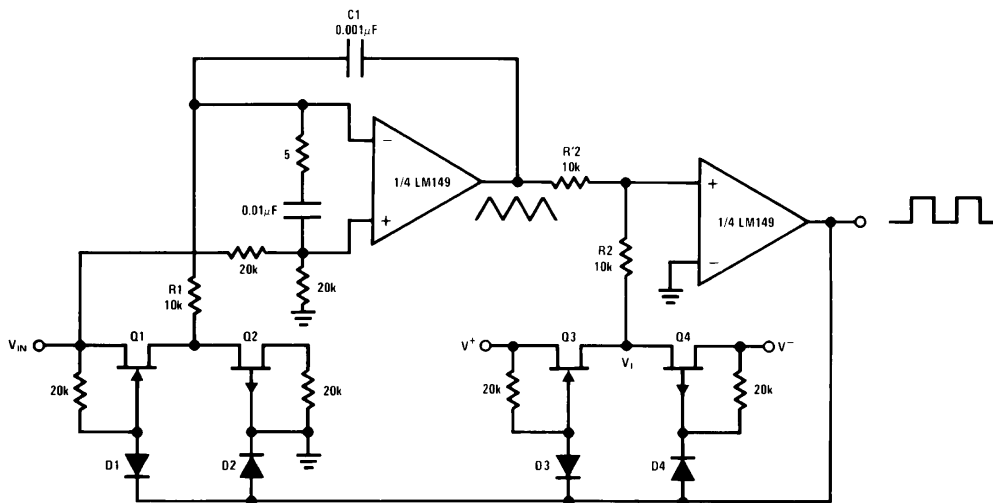 C1
0.001μF
5
0.01μF
−
+
1/4 LM149
R'2
10k
+
−
1/4 LM149
20k
20k
R1
10k
R2
10k
VIN
Q1
Q2
20k
20k
D1
D2
V+
Q3
VI
Q4
V−
20k
20k
D3
D4